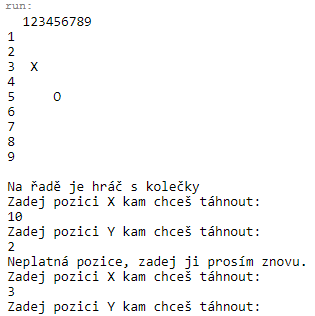 run:
  123456789
1
2
3  X
4
5     O
6
7
8
9
Na řadě je hráč s kolečky
Zadej pozici X kam chceš táhnout:
10
Zadej pozici Y kam chceš táhnout:
2
Neplatná pozice, zadej ji prosím znovu.
Zadej pozici X kam chceš táhnout:
3
Zadej pozici Y kam chceš táhnout: